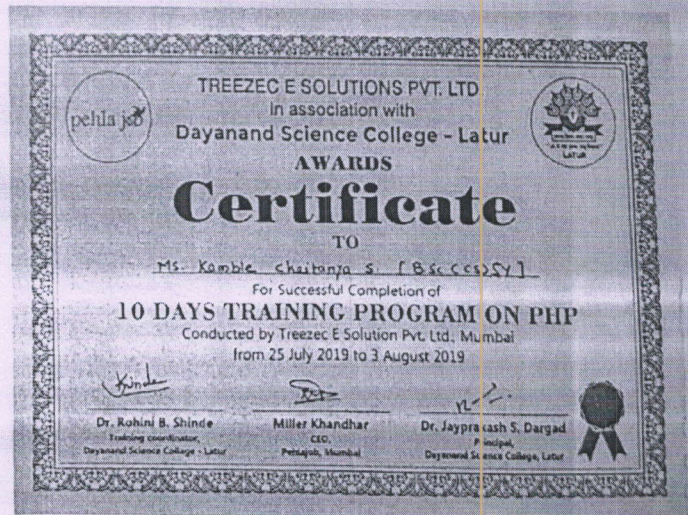 pehla job
TREEZEC E SOLUTIONS PVT. LTD
In association with
Dayanand Science College - Latur
LATUR
AWARDS
Certificate
TO
Ms. Kamble Chaitanya S. [BSc(CS)SY]
For Successful Completion of
10 DAYS TRAINING PROGRAM ON PHP
Conducted by Treezec E Solution Pvt. Ltd., Mumbai
from 25 July 2019 to 3 August 2019
Dr. Rohini B. Shinde
Training coordinator,
Dayanand Science College - Latur
Miller Khandhar
CEO,
Pehlajob, Mumbai
Dr. Jayprakash S, Dargad
Principal,
Dayanand Science College, Latur